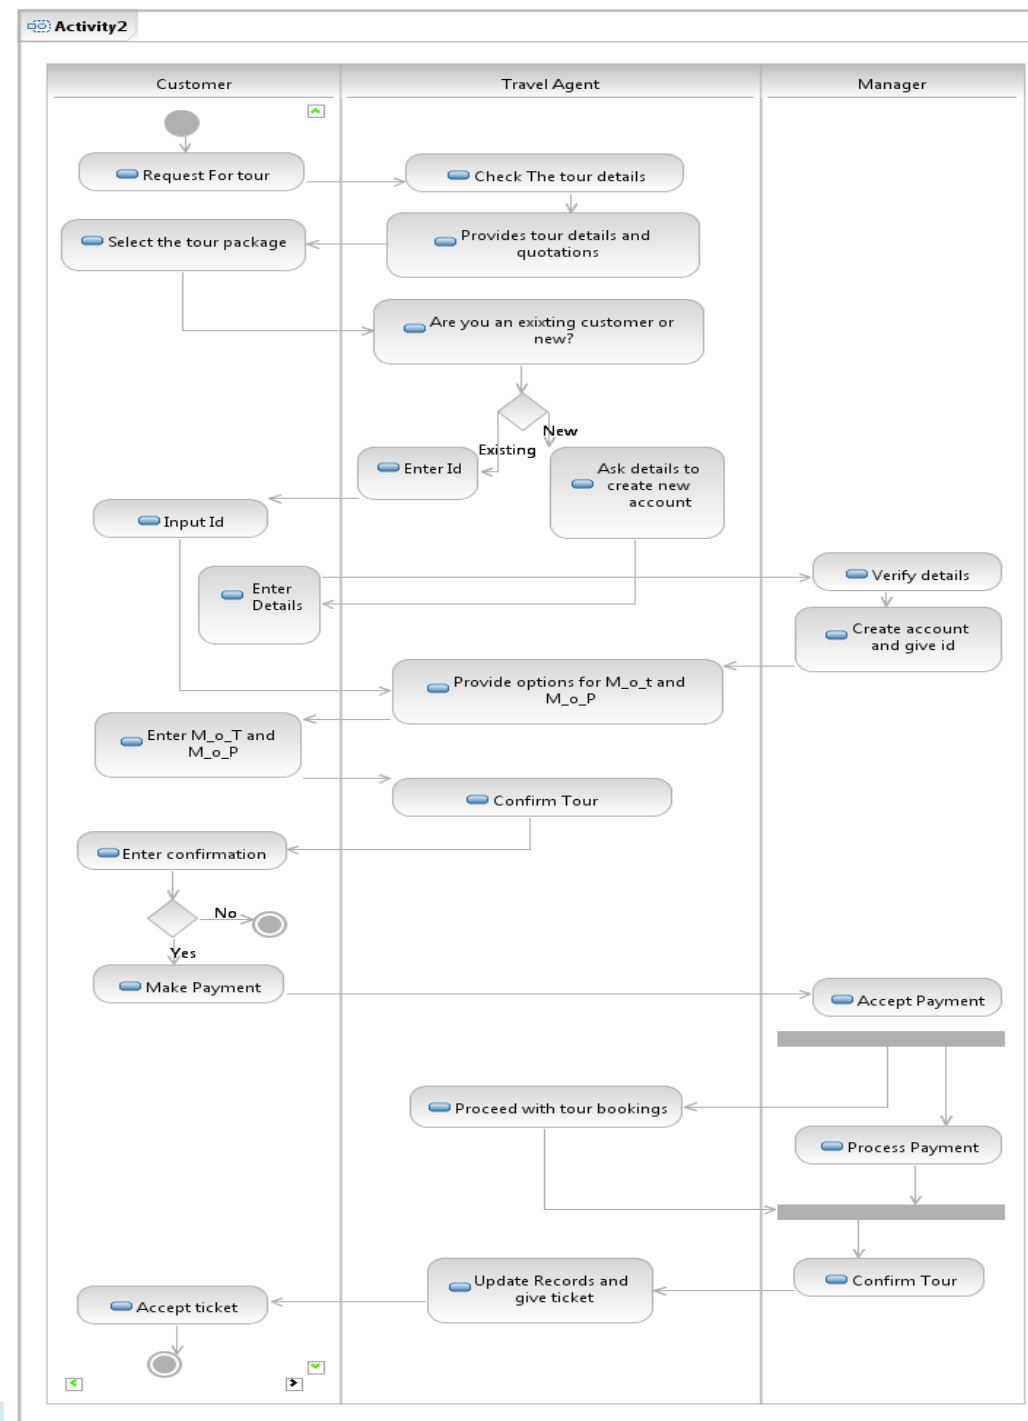 Activity2
Customer
Travel Agent
Manager
Request For tour
Check The tour details
Select the tour package
Provides tour details and
quotations
Are you an exixting customer or
new?
New
Existing
Enter Id
Ask details to
create new
account
Input Id
Enter
Details
Verify details
Create account
and give id
Provide options for M_o_t and
M_o_P
Enter M_o_T and
M_o_P
Confirm Tour
Enter confirmation
No
Yes
Make Payment
Accept Payment
Proceed with tour bookings
Process Payment
Update Records and
give ticket
Confirm Tour
Accept ticket